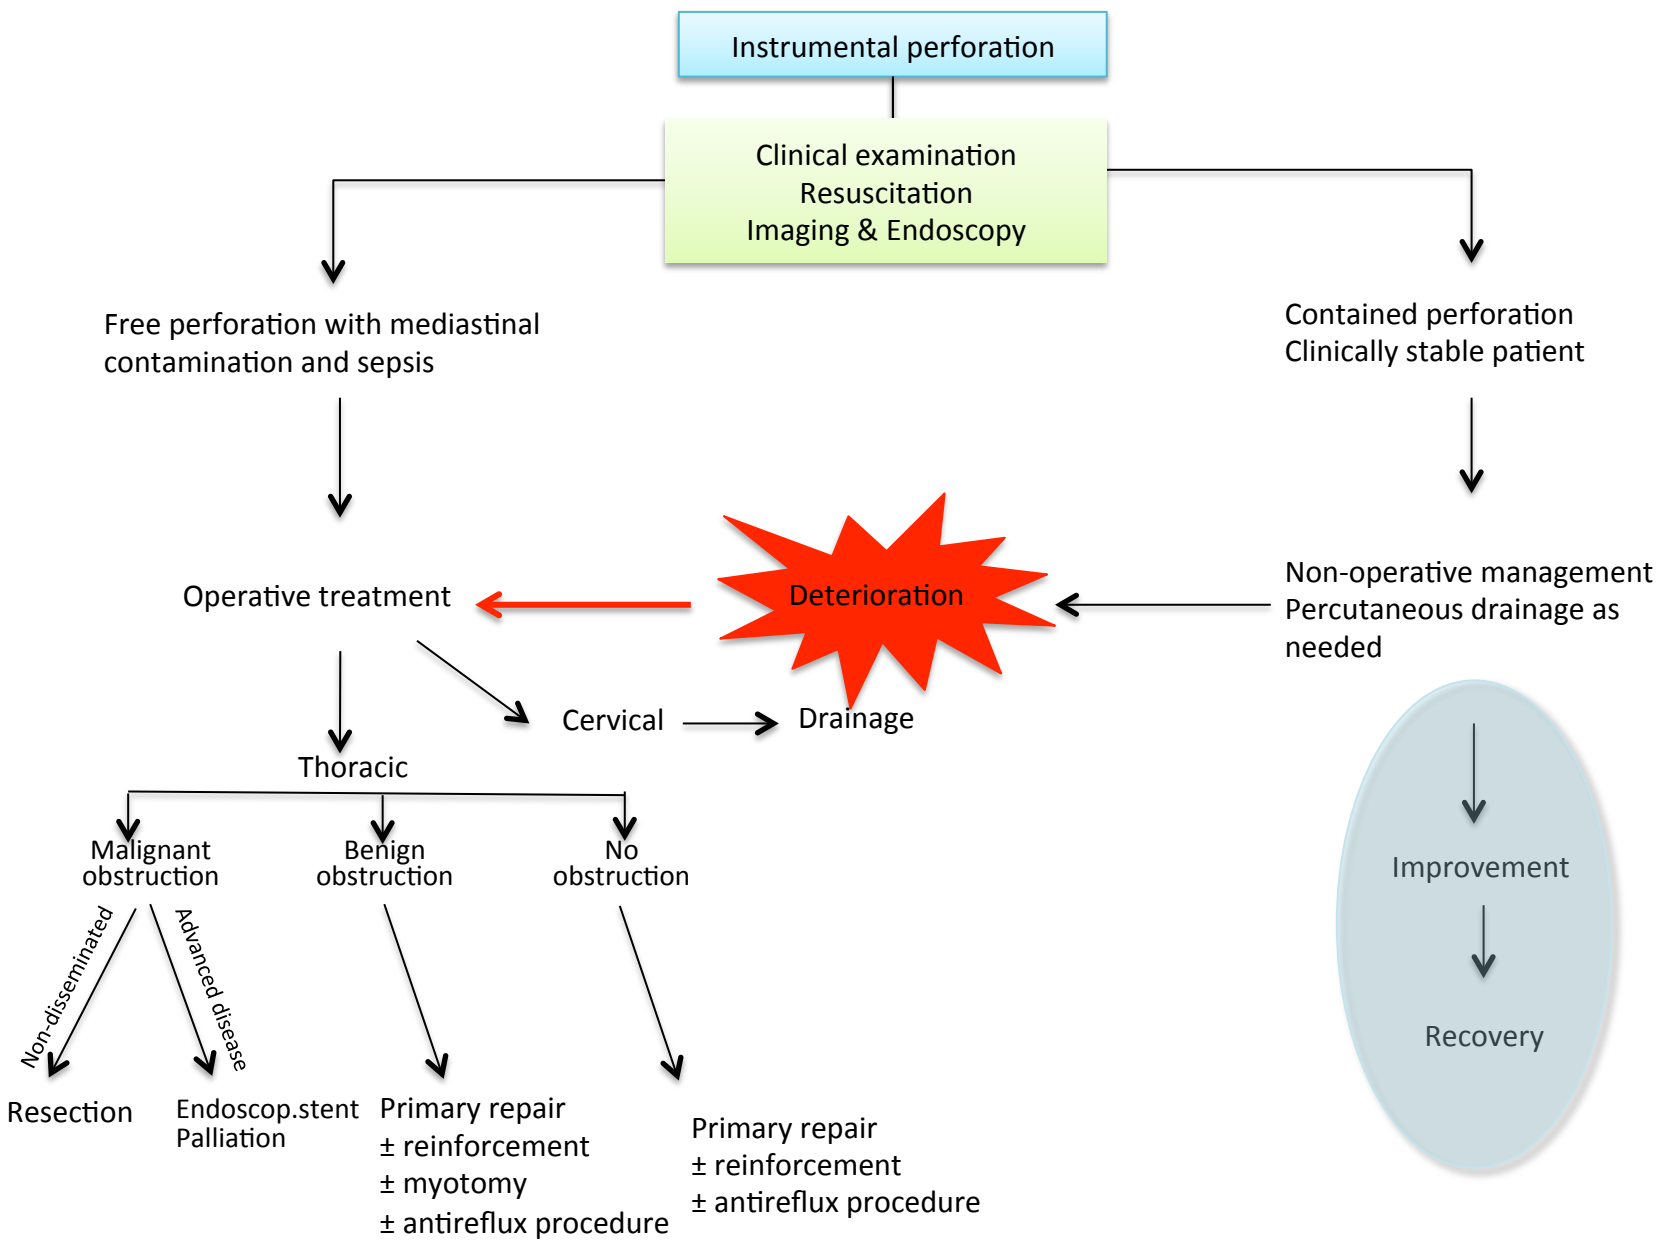 Instrumental perforation
Clinical examination
Resuscitation
Imaging & Endoscopy
Free perforation with mediastinal
contamination and sepsis
Contained perforation
Clinically stable patient
Operative treatment
Deterioration
Non-operative management
Percutaneous drainage as
needed
Cervical
Drainage
Thoracic
Malignant
obstruction
Benign
obstruction
No
obstruction
Improvement
Non-disseminated
Advanced disease
Recovery
Resection
Endoscop.stent
Palliation
Primary repair
± reinforcement
± myotomy
± antireflux procedure
Primary repair
± reinforcement
± antireflux procedure